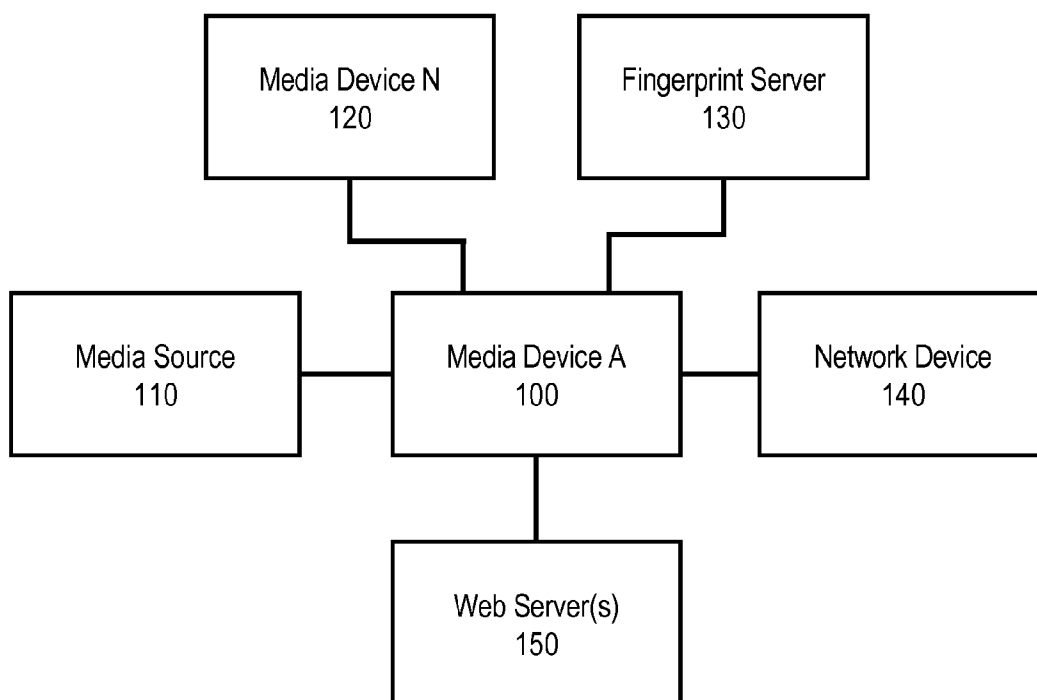 Media Device N
120
Fingerprint Server
130
Media Source
110
Media Device A
100
Network Device
140
Web Server(s)
150